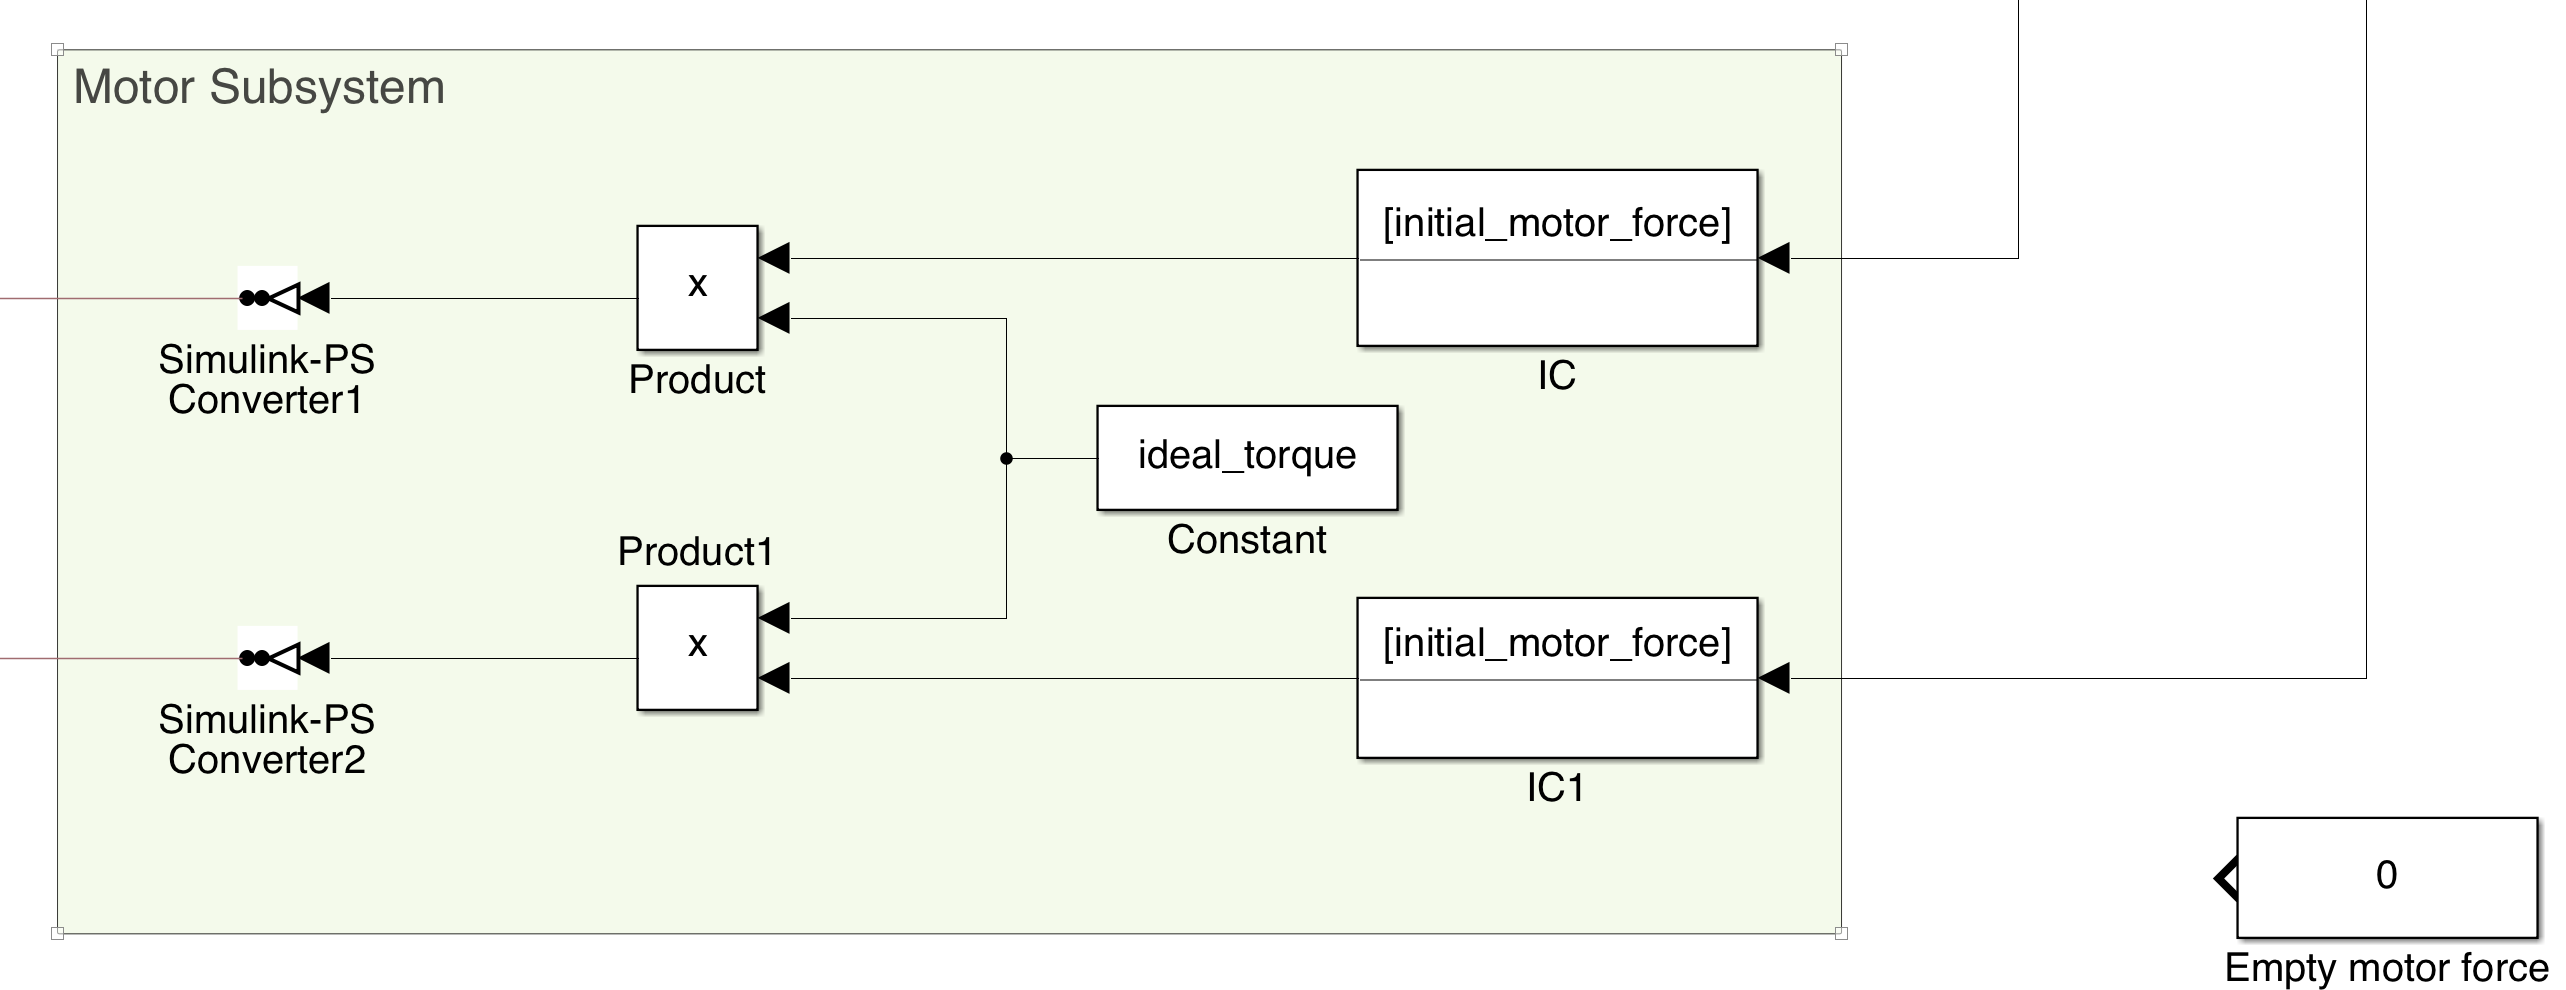 Motor Subsystem
[initial_motor_force]
x
Simulink-PS
Converter1
Product
IC
ideal_torque
Constant
Product1
x
[initial_motor_force]
Simulink-PS
Converter2
IC1
0
Empty motor force